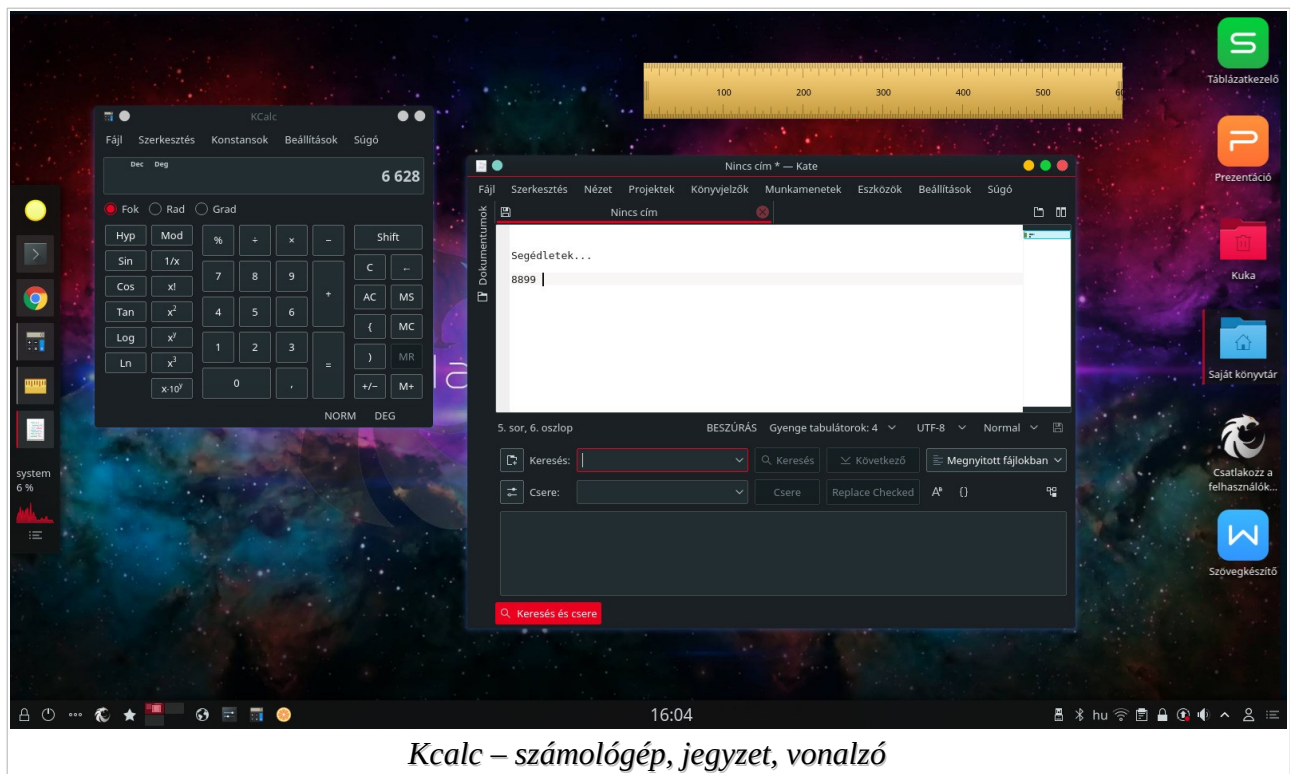 Táblázatkezelő
100 200 300 400 500
KCalc
Fájl Szerkesztés Konstansok Beállítások Súgó
Dec Deg
6 628
Fok Rad Grad
Hyp Mod % ÷ × − Shift
Sin 1/x 7 8 9 C ←
Cos x! + AC MS
Tan x² 4 5 6 ( MC
Log xʸ 1 2 3 = ) MR
Ln x³
x·10ʸ 0 , +/− M+
NORM DEG
Nincs cím * — Kate
Fájl Szerkesztés Nézet Projektek Könyvjelzők Munkamenetek Eszközök Beállítások Súgó
Nincs cím
Dokumentumok
Segédletek...
8899
5. sor, 6. oszlop BESZÚRÁS Gyenge tabulátorok: 4 UTF-8 Normal
Keresés: Keresés Következő Megnyitott fájlokban
Csere: Csere Replace Checked
Keresés és csere
Prezentáció
Kuka
Saját könyvtár
Csatlakozz a
felhasználók...
Szövegkészítő
system
6 %
16:04
hu
Kcalc – számológép, jegyzet, vonalzó